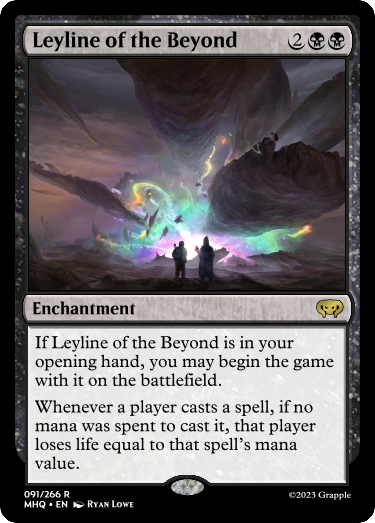 Leyline of the Beyond 2
Enchantment
If Leyline of the Beyond is in your
opening hand, you may begin the game
with it on the battlefield.
Whenever a player casts a spell, if no
mana was spent to cast it, that player
loses life equal to that spell's mana
value.
091/266 R
MHQ • EN Ryan Lowe
©2023 Grapple